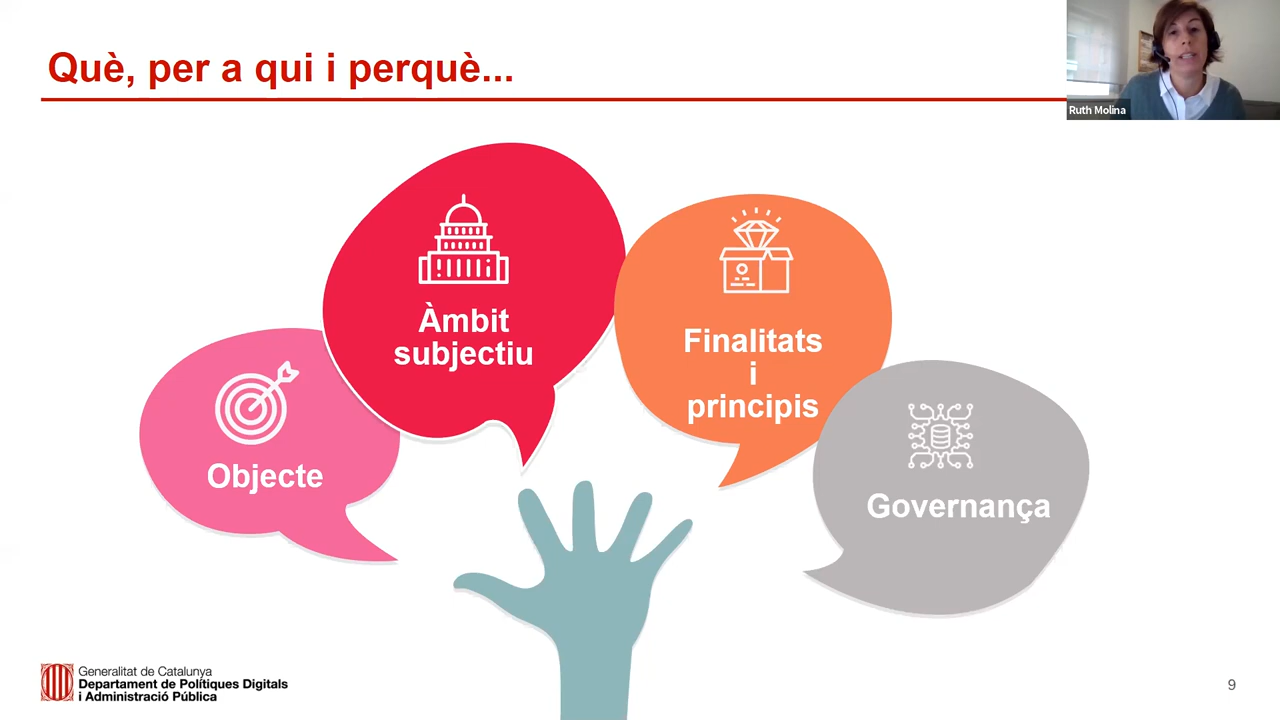 Què, per a qui i perquè...
Ruth Molina
Àmbit
subjectiu
Finalitats
i
principis
Objecte
Governança
Generalitat de Catalunya
Departament de Polítiques Digitals
i Administració Pública
9